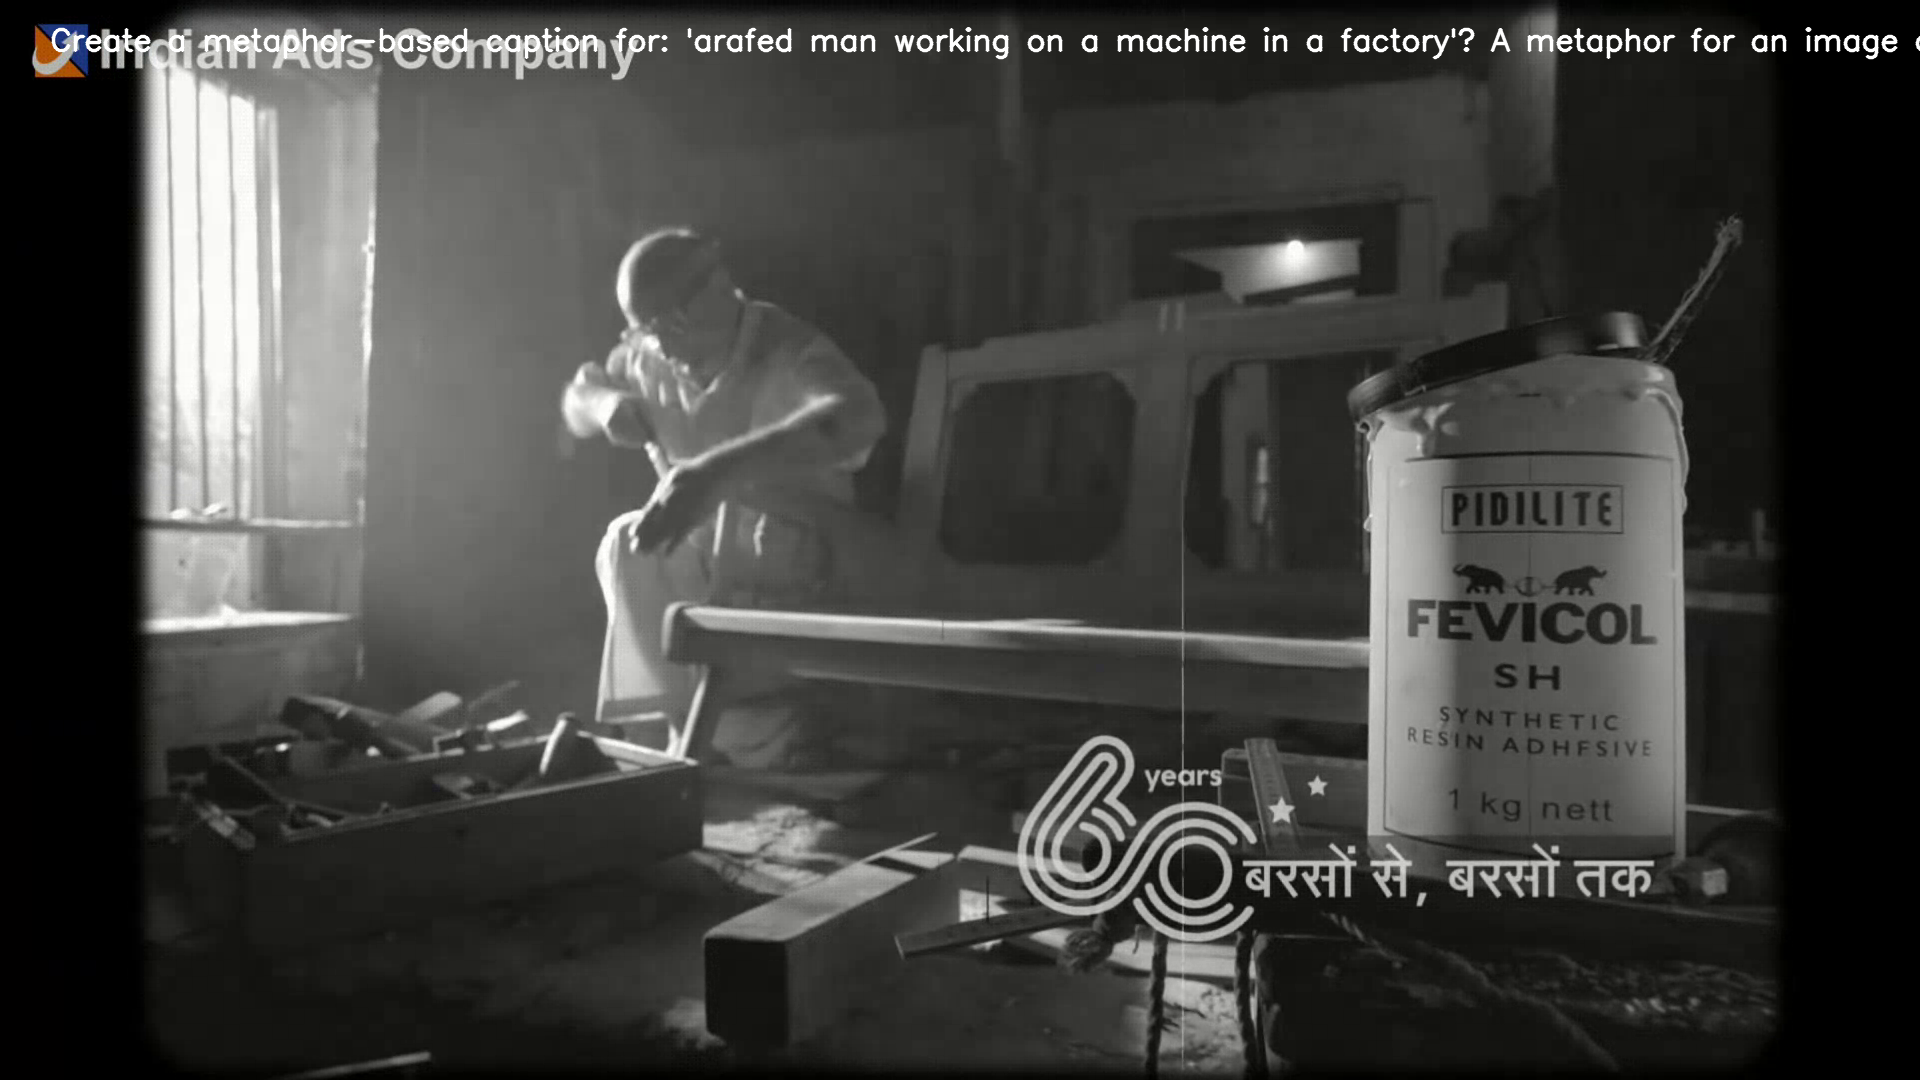 Create a metaphor-based caption for: 'arafed man working on a machine in a factory'? A metaphor for an image
Indian Ads Company
PIDILITE
FEVICOL
SH
SYNTHETIC
RESIN ADHFSIVE
1 kg nett
60 years
बरसों से, बरसों तक